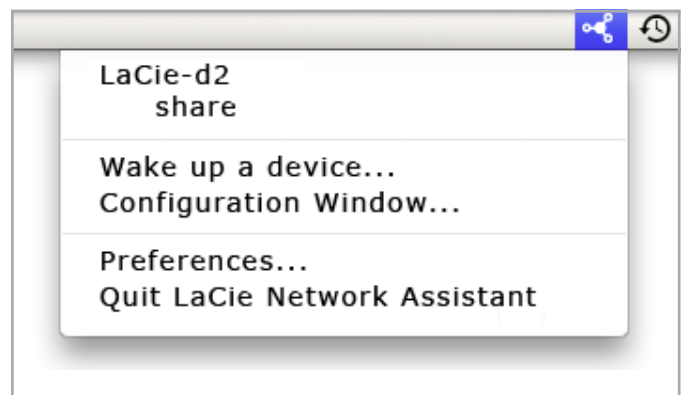 LaCie-d2
share
Wake up a device...
Configuration Window...
Preferences...
Quit LaCie Network Assistant